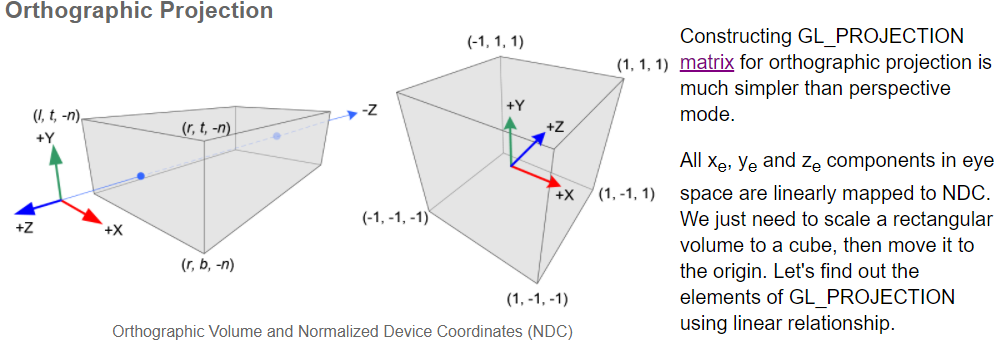 Orthographic Projection
(l, t, -n)
+Y
(r, t, -n)
-Z
+Z
+X
(r, b, -n)
(-1, 1, 1)
(1, 1, 1)
+Y
+Z
+X
(1, -1, 1)
(-1, -1, -1)
(1, -1, -1)
Orthographic Volume and Normalized Device Coordinates (NDC)
Constructing GL_PROJECTION
matrix for orthographic projection is
much simpler than perspective
mode.
All xe, ye and ze components in eye
space are linearly mapped to NDC.
We just need to scale a rectangular
volume to a cube, then move it to
the origin. Let's find out the
elements of GL_PROJECTION
using linear relationship.